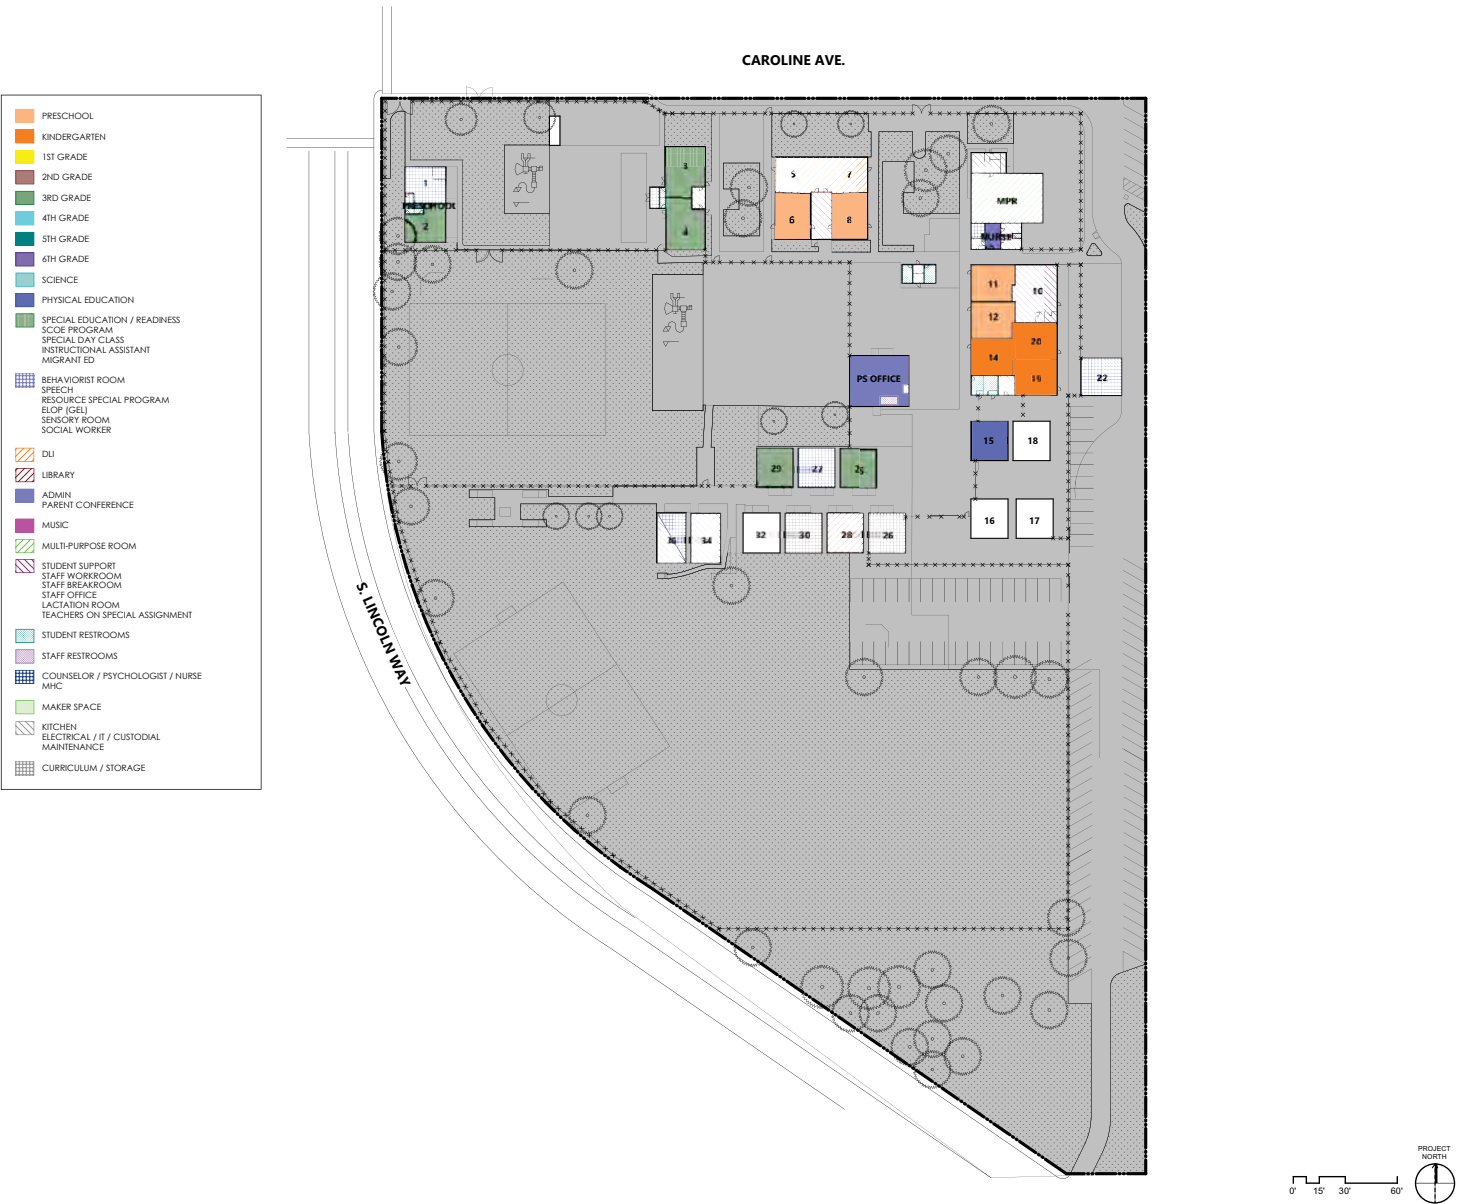 CAROLINE AVE.
PRESCHOOL
KINDERGARTEN
1ST GRADE
2ND GRADE
3RD GRADE
4TH GRADE
5TH GRADE
6TH GRADE
SCIENCE
PHYSICAL EDUCATION
SPECIAL EDUCATION / READINESS
SCOE PROGRAM
SPECIAL DAY CLASS
INSTRUCTIONAL ASSISTANT
MIGRANT ED
BEHAVIORIST ROOM
SPEECH
RESOURCE SPECIAL PROGRAM
ELOP (GEL)
SENSORY ROOM
SOCIAL WORKER
DLI
LIBRARY
ADMIN
PARENT CONFERENCE
MUSIC
MULTI-PURPOSE ROOM
STUDENT SUPPORT
STAFF WORKROOM
STAFF BREAKROOM
STAFF OFFICE
LACTATION ROOM
TEACHERS ON SPECIAL ASSIGNMENT
STUDENT RESTROOMS
STAFF RESTROOMS
COUNSELOR / PSYCHOLOGIST / NURSE
MHC
MAKER SPACE
KITCHEN
ELECTRICAL / IT / CUSTODIAL
MAINTENANCE
CURRICULUM / STORAGE
1
PRESCHOOL
2
3
4
5
7
6
8
MPR
NURSE
11
10
12
20
14
19
22
PS OFFICE
15
18
29
27
25
16
17
36
34
32
30
28
26
S. LINCOLN WAY
PROJECT
NORTH
0' 15' 30' 60'